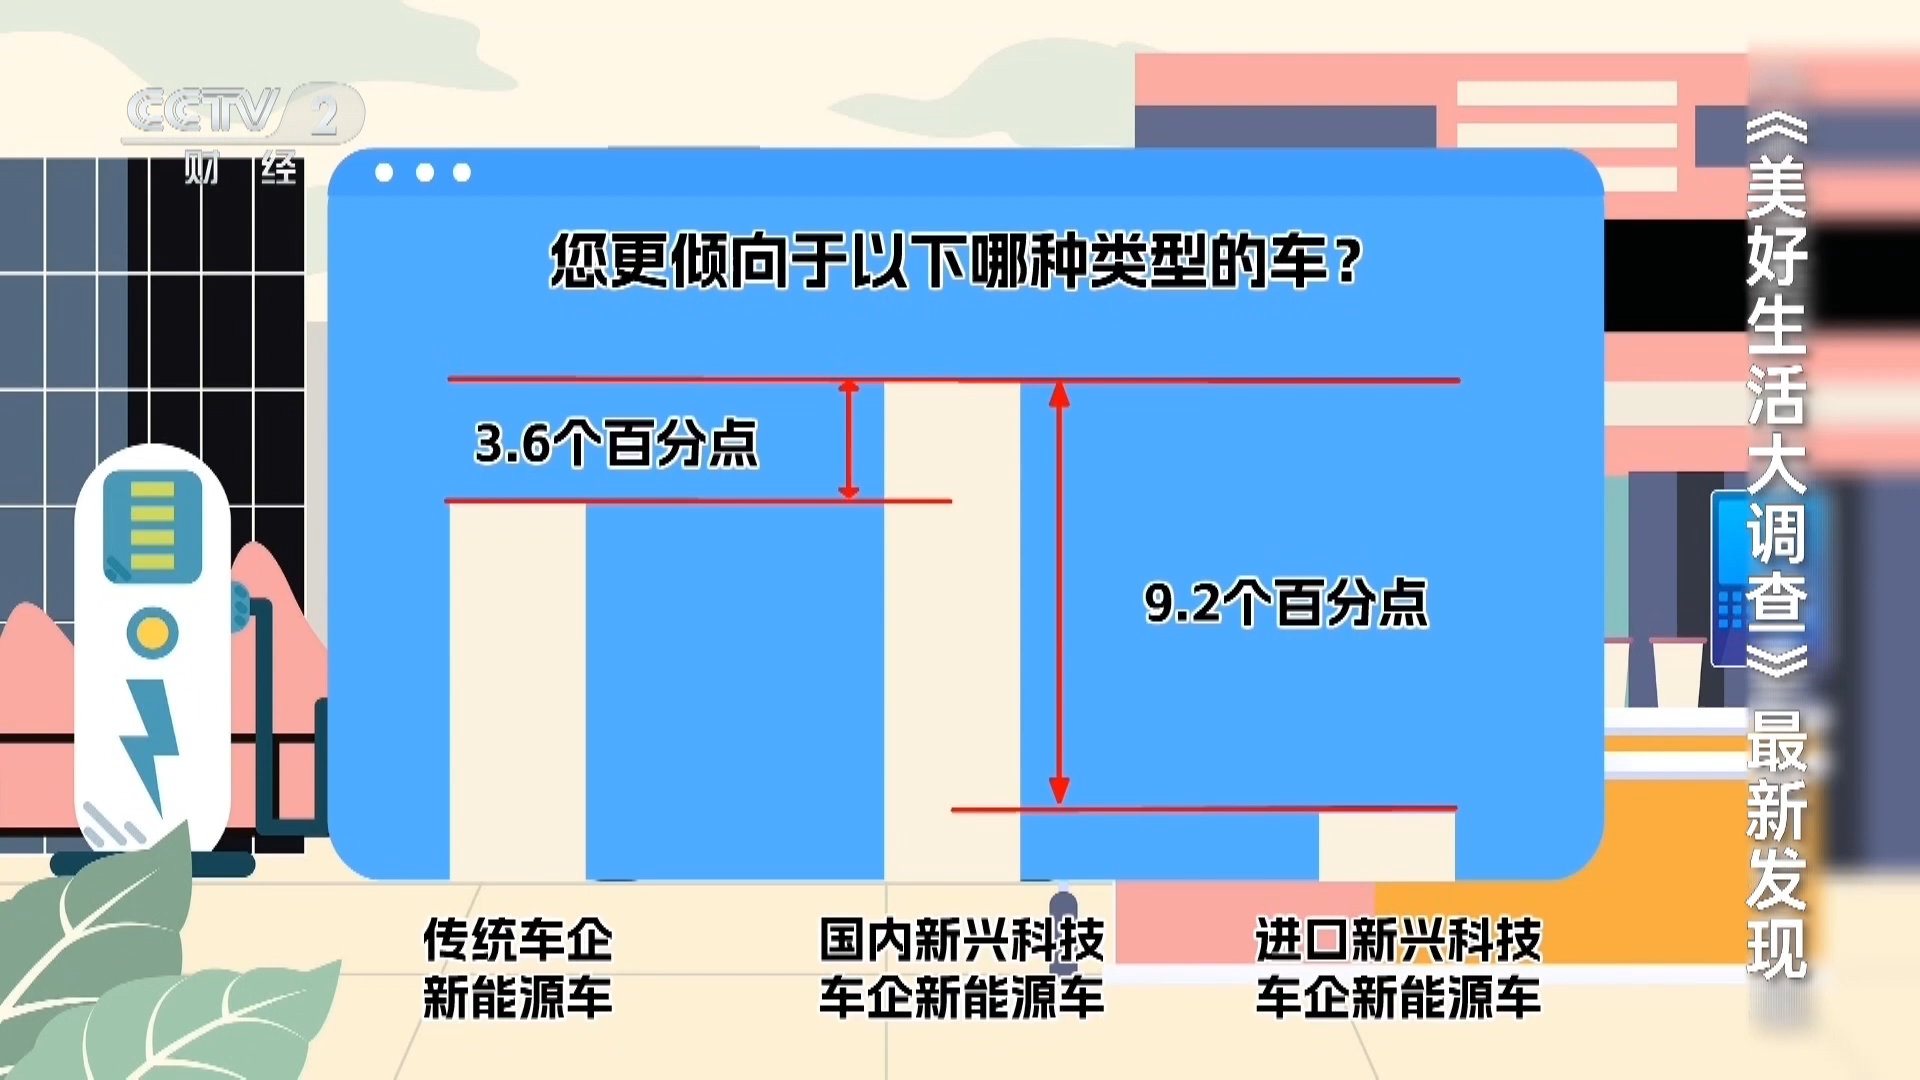 CCTV 2
财 经
您更倾向于以下哪种类型的车？
3.6个百分点
9.2个百分点
传统车企
新能源车
国内新兴科技
车企新能源车
进口新兴科技
车企新能源车
《美好生活大调查》最新发现